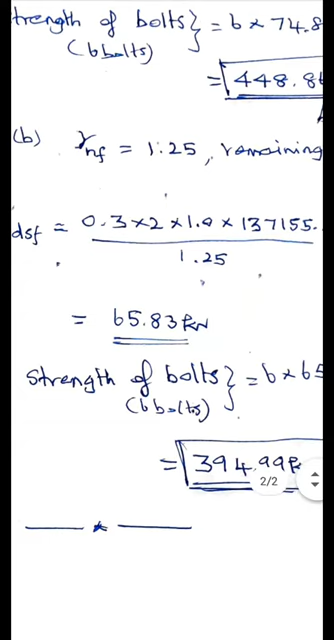 trength of bolts} = 6 x 74.8
(6 bolts)
= 448.86
(b) γmf = 1.25, remaining
dsf = 0.3 x 2 x 1.0 x 137155.
1.25
= 65.83 kN
Strength of bolts} = 6 x 65
(6 bolts)
= 394.99 k
2/2